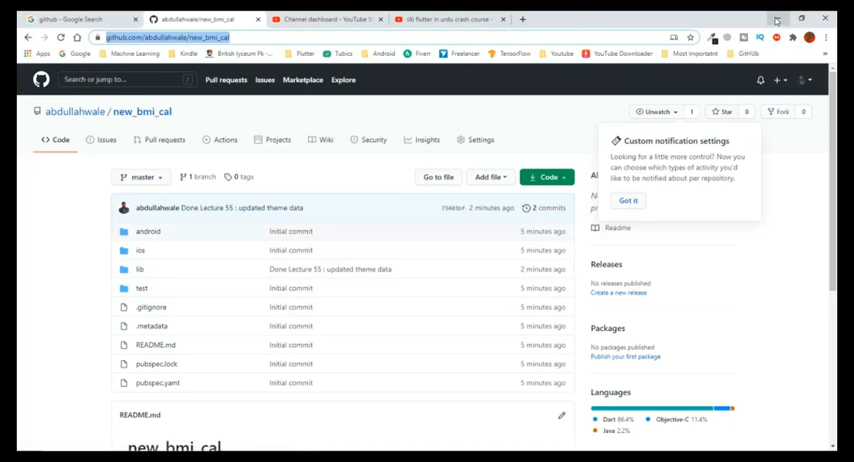 github - Google Search
abdullahwale/new_bmi_cal
Channel dashboard - YouTube St
(4) flutter in urdu crash course -
github.com/abdullahwale/new_bmi_cal
Apps
Google
Machine Learning
Kindle
British lyceum Pk -
Flutter
Tubics
Android
Fiverr
Freelancer
TensorFlow
Youtube
YouTube Downloader
Most Importatnt
GitHUb
Search or jump to...
/
Pull requests
Issues
Marketplace
Explore
abdullahwale / new_bmi_cal
Unwatch
1
Star
0
Fork
0
Code
Issues
Pull requests
Actions
Projects
Wiki
Security
Insights
Settings
Custom notification settings
Looking for a little more control? Now you
can choose which types of activity you'd
like to be notified about per repository.
Got it
master
1 branch
0 tags
Go to file
Add file
Code
abdullahwale Done Lecture 55 : updated theme data
2 minutes ago
2 commits
android Initial commit 5 minutes ago
ios Initial commit 5 minutes ago
lib Done Lecture 55 : updated theme data 2 minutes ago
test Initial commit 5 minutes ago
.gitignore Initial commit 5 minutes ago
.metadata Initial commit 5 minutes ago
README.md Initial commit 5 minutes ago
pubspec.lock Initial commit 5 minutes ago
pubspec.yaml Initial commit 5 minutes ago
README.md
new_bmi_cal
Readme
Releases
No releases published
Create a new release
Packages
No packages published
Publish your first package
Languages
Dart 86.4%
Objective-C 11.4%
Java 2.2%